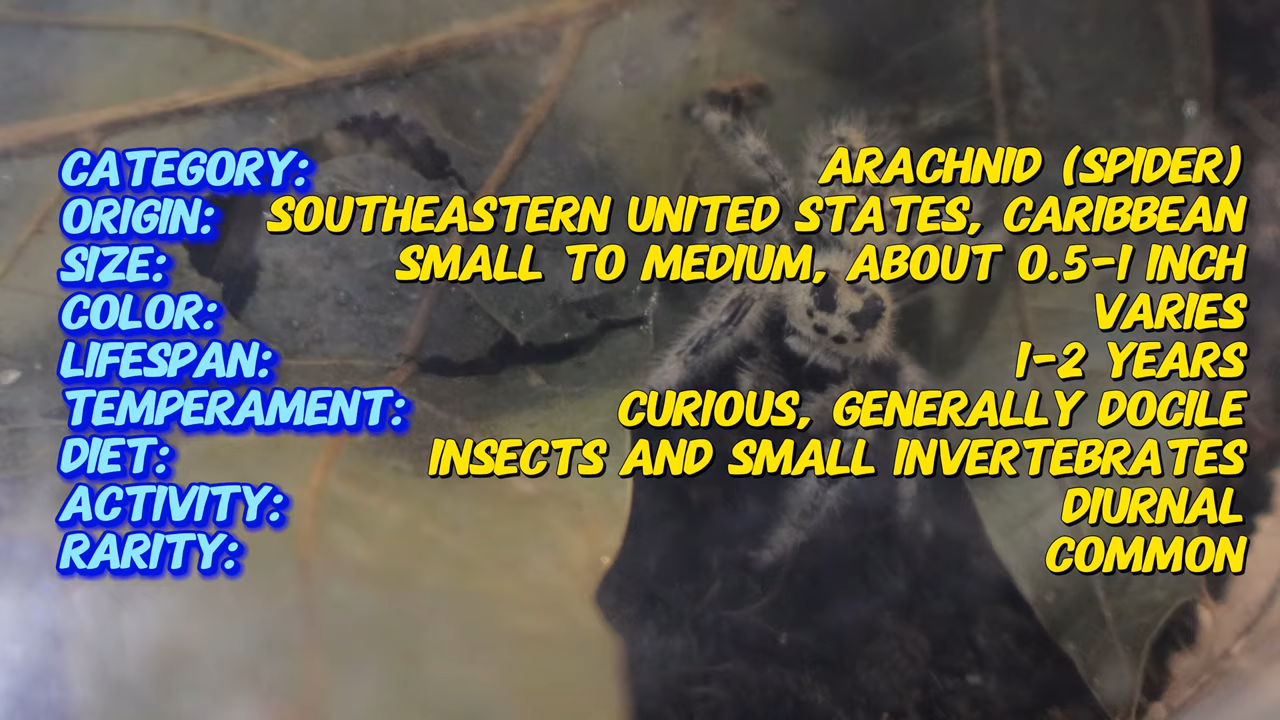 CATEGORY: ARACHNID (SPIDER)
ORIGIN: SOUTHEASTERN UNITED STATES, CARIBBEAN
SIZE: SMALL TO MEDIUM, ABOUT 0.5-1 INCH
COLOR: VARIES
LIFESPAN: 1-2 YEARS
TEMPERAMENT: CURIOUS, GENERALLY DOCILE
DIET: INSECTS AND SMALL INVERTEBRATES
ACTIVITY: DIURNAL
RARITY: COMMON